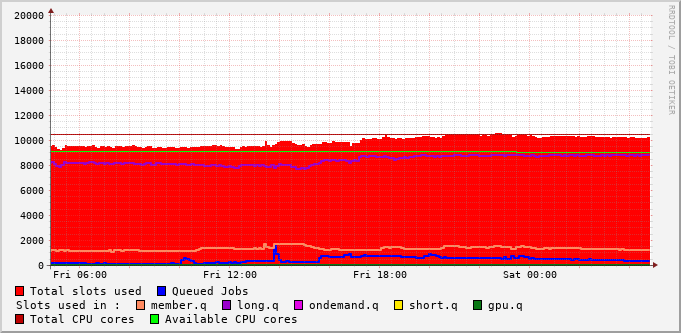 20000
18000
16000
14000
12000
10000
8000
6000
4000
2000
0
Fri 06:00 Fri 12:00 Fri 18:00 Sat 00:00
RRDTOOL / TOBI OETIKER
Total slots used Queued Jobs
Slots used in : member.q long.q ondemand.q short.q gpu.q
Total CPU cores Available CPU cores